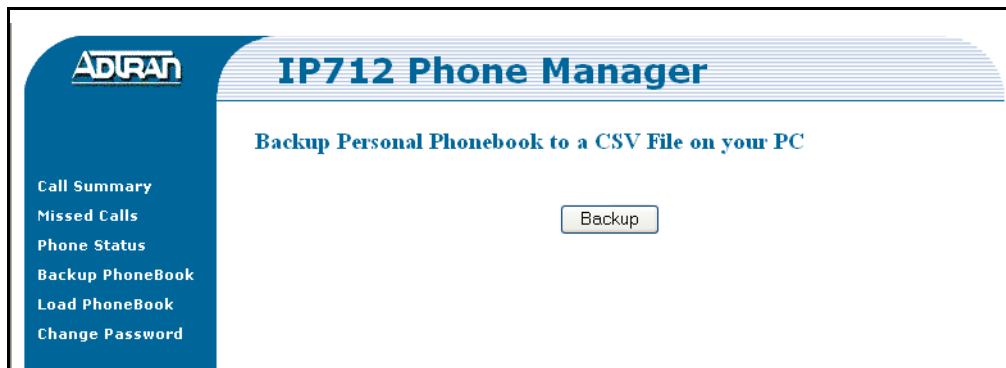 ADTRAN
IP712 Phone Manager
Backup Personal Phonebook to a CSV File on your PC
Call Summary
Missed Calls
Phone Status
Backup PhoneBook
Load PhoneBook
Change Password
Backup